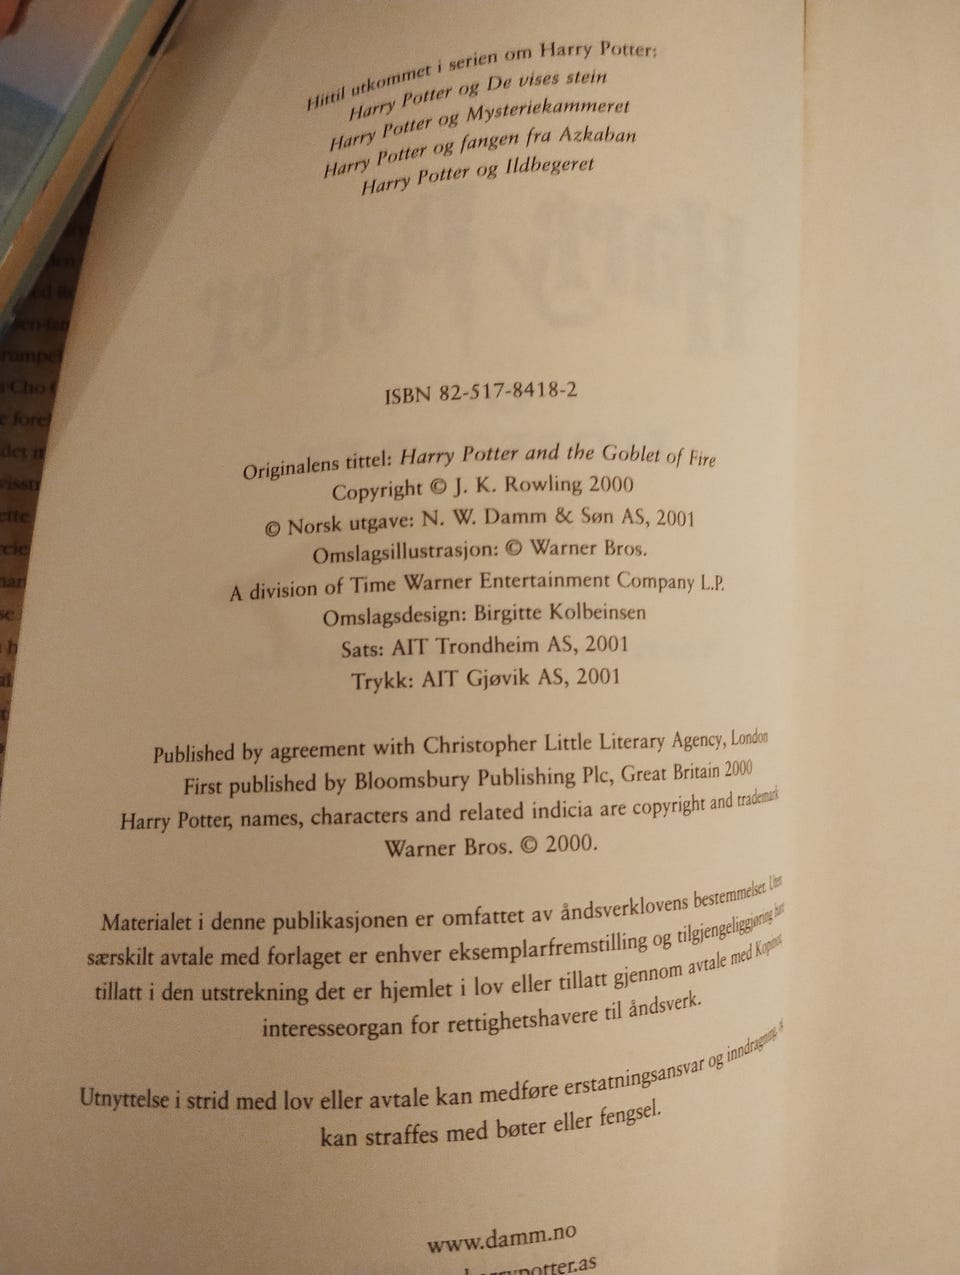 Hittil utkommet i serien om Harry Potter:
Harry Potter og De vises stein
Harry Potter og Mysteriekammeret
Harry Potter og fangen fra Azkaban
Harry Potter og Ildbegeret
Harry Potter
ISBN 82-517-8418-2
Originalens tittel: Harry Potter and the Goblet of Fire
Copyright © J. K. Rowling 2000
© Norsk utgave: N. W. Damm & Søn AS, 2001
Omslagsillustrasjon: © Warner Bros.
A division of Time Warner Entertainment Company L.P.
Omslagsdesign: Birgitte Kolbeinsen
Sats: AIT Trondheim AS, 2001
Trykk: AIT Gjøvik AS, 2001
Published by agreement with Christopher Little Literary Agency, London
First published by Bloomsbury Publishing Plc, Great Britain 2000
Harry Potter, names, characters and related indicia are copyright and trademark
Warner Bros. © 2000.
Materialet i denne publikasjonen er omfattet av åndsverklovens bestemmelser. Uten
særskilt avtale med forlaget er enhver eksemplarfremstilling og tilgjengeliggjøring bare
tillatt i den utstrekning det er hjemlet i lov eller tillatt gjennom avtale med Kopinor,
interesseorgan for rettighetshavere til åndsverk.
Utnyttelse i strid med lov eller avtale kan medføre erstatningsansvar og inndragning, og
kan straffes med bøter eller fengsel.
www.damm.no